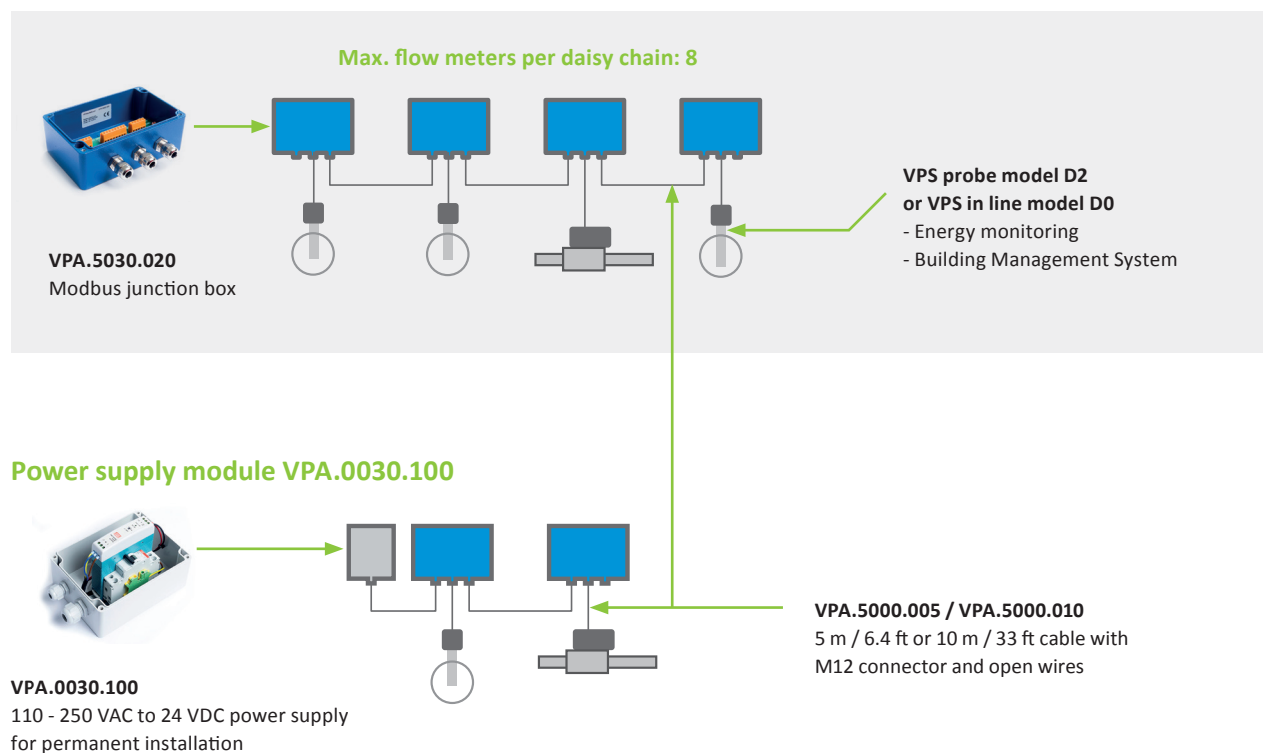 Max. flow meters per daisy chain: 8
VPA.5030.020
Modbus junction box
VPS probe model D2
or VPS in line model D0
- Energy monitoring
- Building Management System
Power supply module VPA.0030.100
VPA.0030.100
110 - 250 VAC to 24 VDC power supply
for permanent installation
VPA.5000.005 / VPA.5000.010
5 m / 6.4 ft or 10 m / 33 ft cable with
M12 connector and open wires